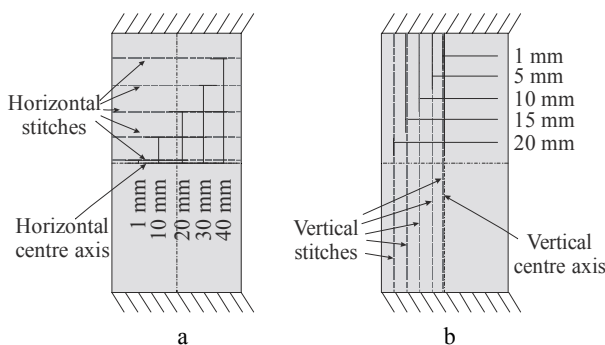 Horizontal
stitches
Horizontal
centre axis
1 mm
10 mm
20 mm
30 mm
40 mm
a
1 mm
5 mm
10 mm
15 mm
20 mm
Vertical
stitches
Vertical
centre axis
b